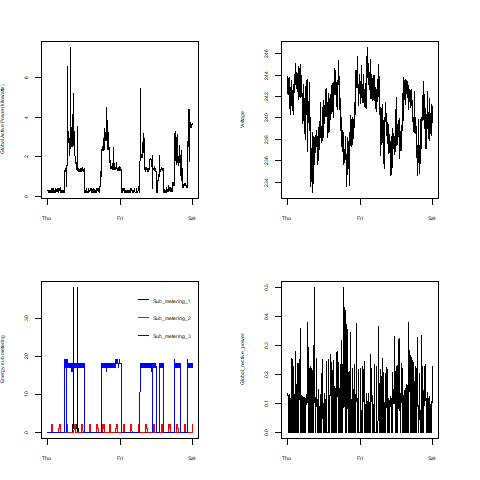 Global Active Power(kilowatts)
0 2 4 6
Thu Fri Sat
Voltage
234 236 238 240 242 244 246
Thu Fri Sat
Energy sub metering
0 10 20 30
Sub_metering_1
Sub_metering_2
Sub_metering_3
Thu Fri Sat
Global_reactive_power
0.0 0.1 0.2 0.3 0.4 0.5
Thu Fri Sat